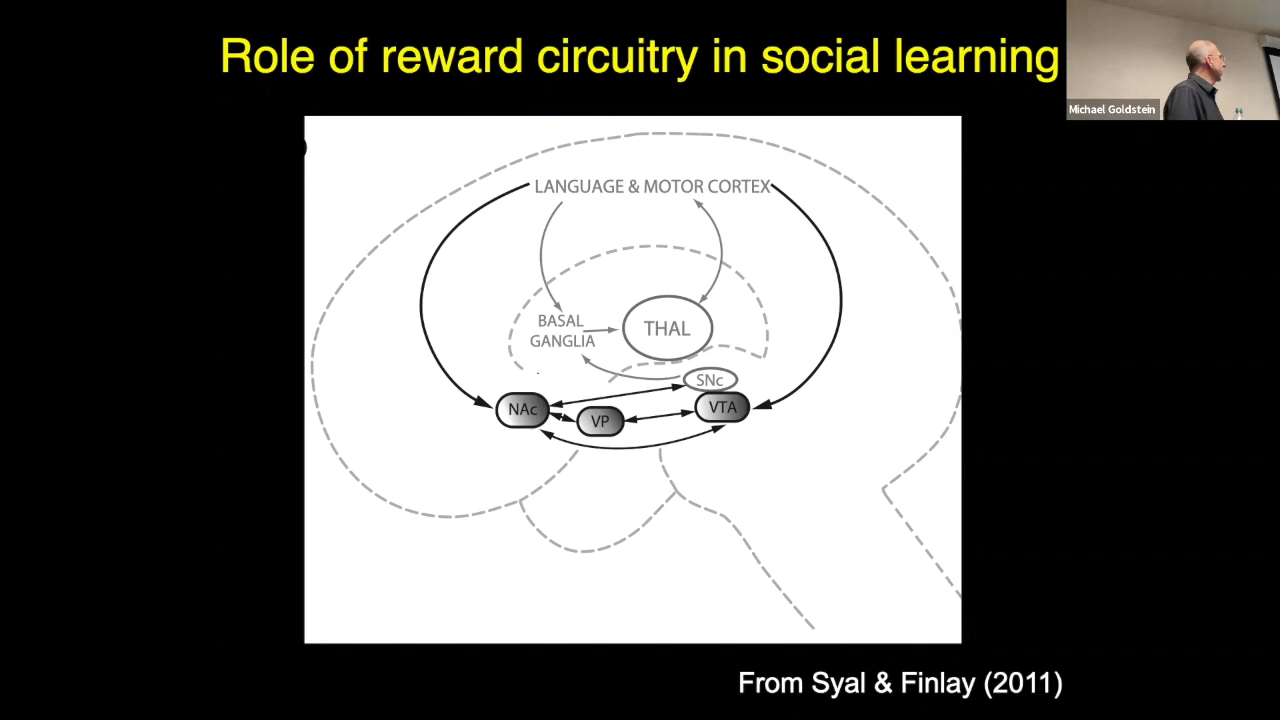 Role of reward circuitry in social learning
Michael Goldstein
LANGUAGE & MOTOR CORTEX
BASAL
GANGLIA
THAL
SNc
NAc
VP
VTA
From Syal & Finlay (2011)